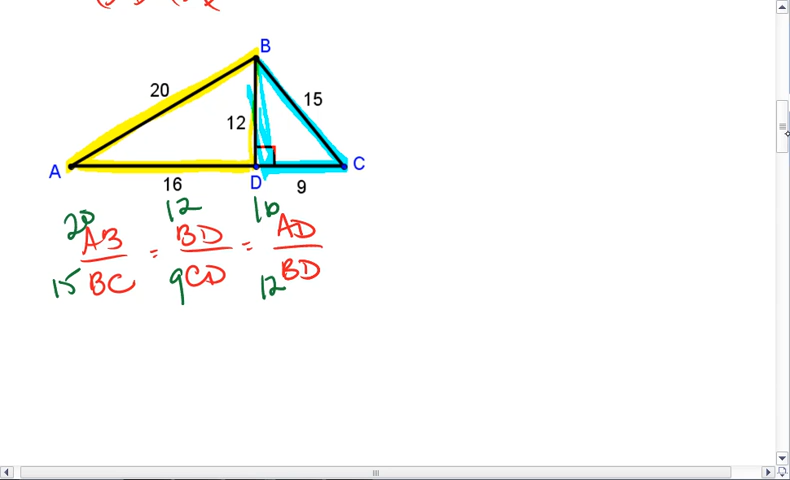 B
20
15
12
A
C
16
D
9
20 12 16
AB = BD = AD
15 BC 9 CD 12 BD